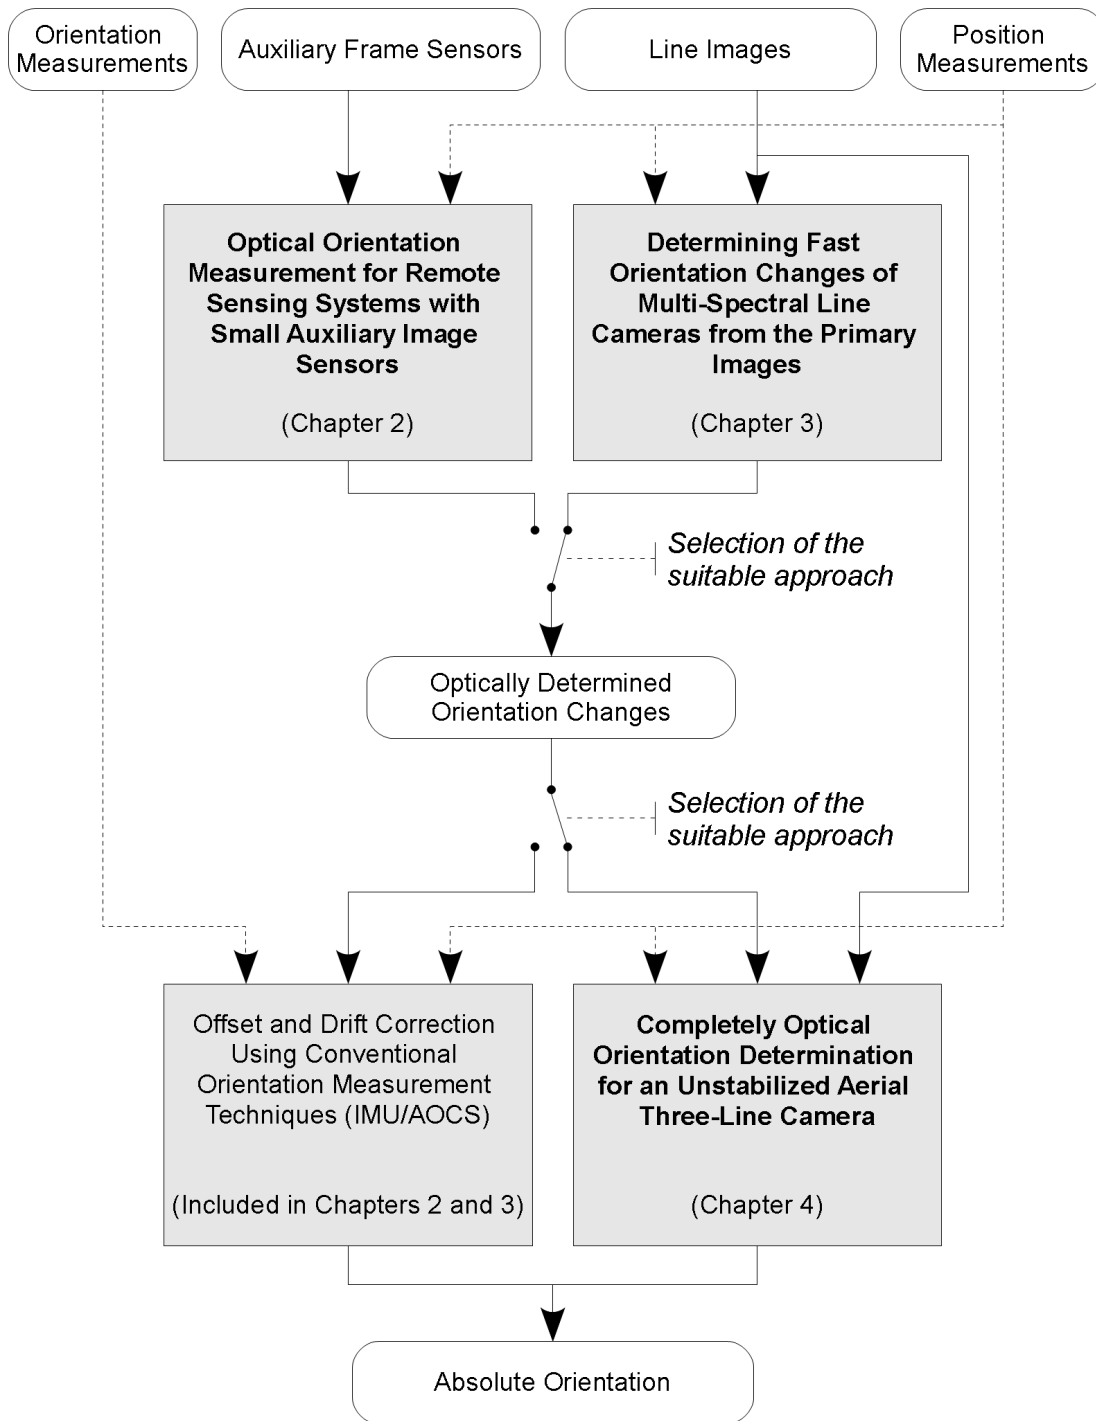 Orientation
Measurements
Auxiliary Frame Sensors
Line Images
Position
Measurements
Optical Orientation
Measurement for Remote
Sensing Systems with
Small Auxiliary Image
Sensors
(Chapter 2)
Determining Fast
Orientation Changes of
Multi-Spectral Line
Cameras from the Primary
Images
(Chapter 3)
Selection of the
suitable approach
Optically Determined
Orientation Changes
Selection of the
suitable approach
Offset and Drift Correction
Using Conventional
Orientation Measurement
Techniques (IMU/AOCS)
(Included in Chapters 2 and 3)
Completely Optical
Orientation Determination
for an Unstabilized Aerial
Three-Line Camera
(Chapter 4)
Absolute Orientation